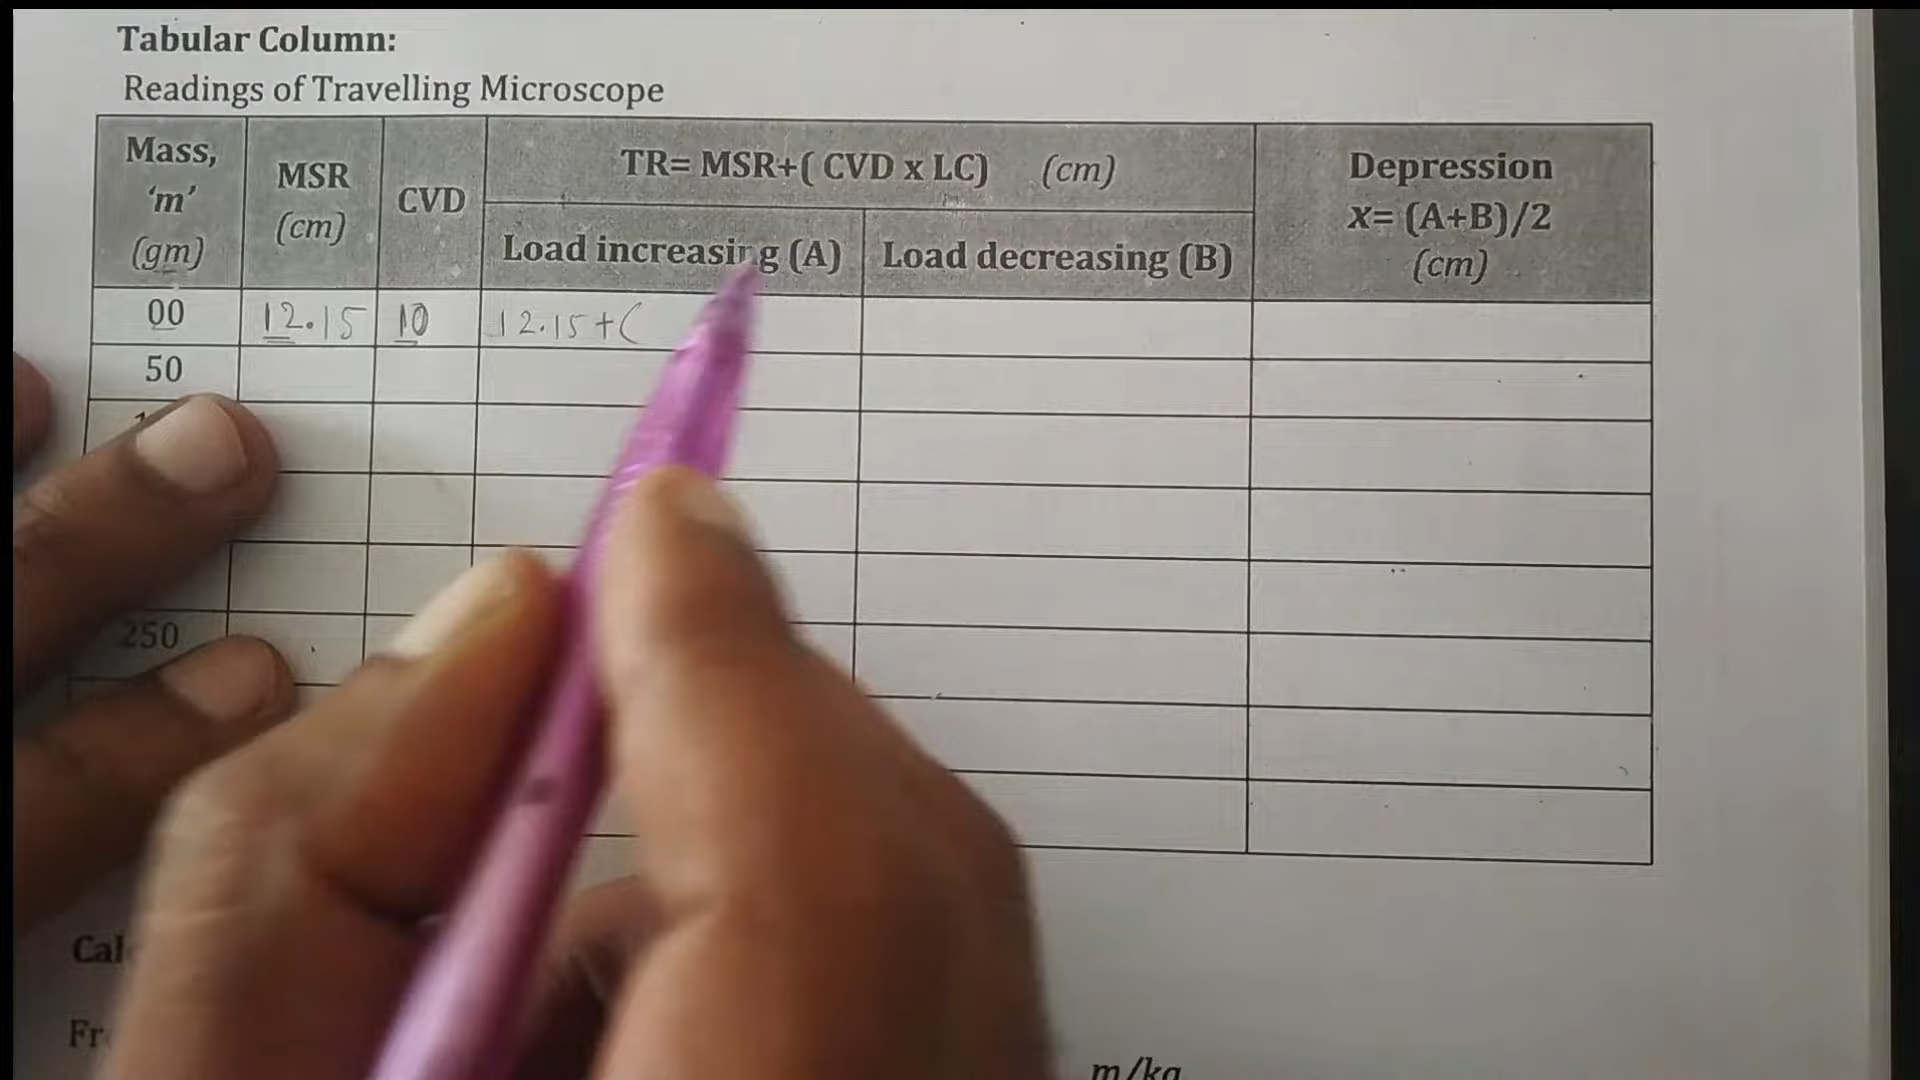 Tabular Column:
Readings of Travelling Microscope
Mass, 'm' (gm) MSR (cm) CVD TR= MSR+( CVD x LC) (cm) Depression x= (A+B)/2 (cm)
Load increasing (A) Load decreasing (B)
00 12.15 10 12.15+(
50
250
m/kg